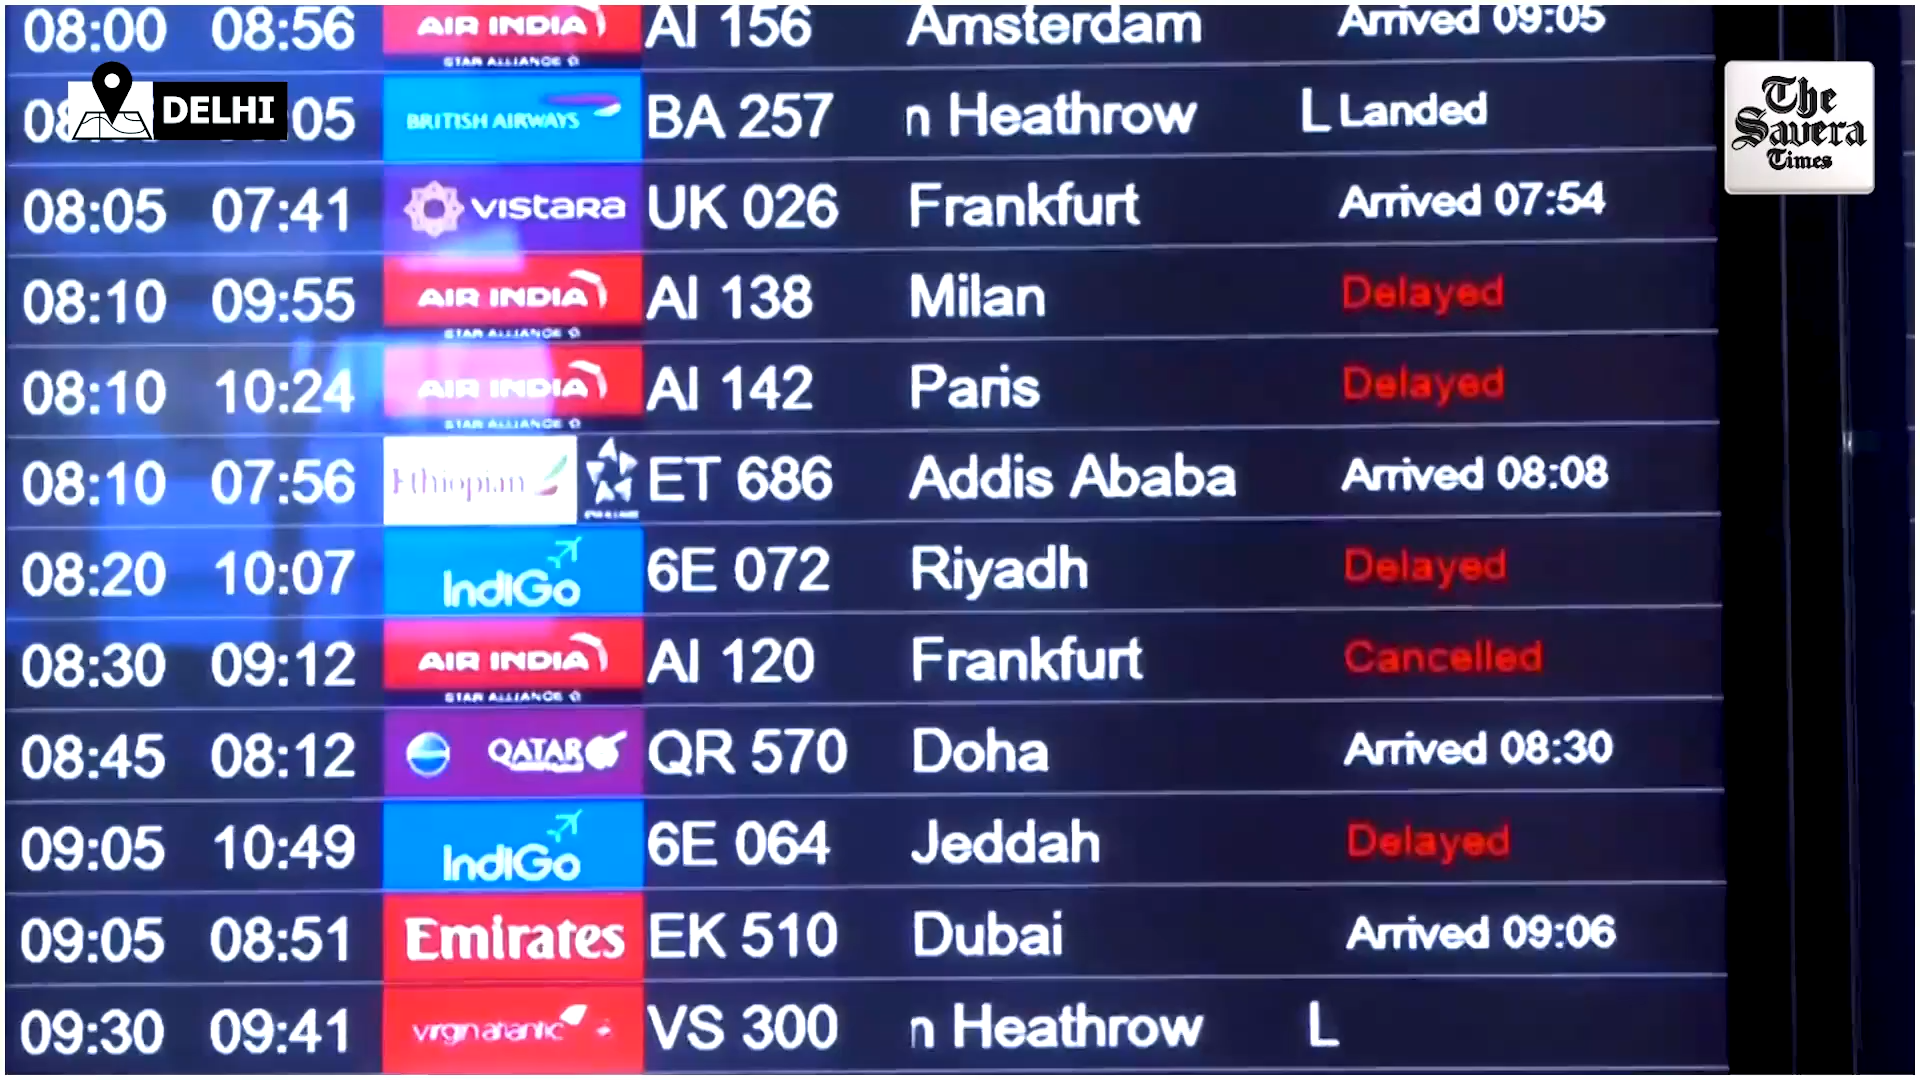 08:00 08:56 AIR INDIA AI 156 Amsterdam Arrived 09:05
STAR ALLIANCE
DELHI
05 BRITISH AIRWAYS BA 257 n Heathrow L Landed
The Savera Times
08:05 07:41 VISTARA UK 026 Frankfurt Arrived 07:54
08:10 09:55 AIR INDIA AI 138 Milan Delayed
STAR ALLIANCE
08:10 10:24 AIR INDIA AI 142 Paris Delayed
STAR ALLIANCE
08:10 07:56 Ethiopian ET 686 Addis Ababa Arrived 08:08
08:20 10:07 IndiGo 6E 072 Riyadh Delayed
08:30 09:12 AIR INDIA AI 120 Frankfurt Cancelled
STAR ALLIANCE
08:45 08:12 QATAR QR 570 Doha Arrived 08:30
09:05 10:49 IndiGo 6E 064 Jeddah Delayed
09:05 08:51 Emirates EK 510 Dubai Arrived 09:06
09:30 09:41 virgin atlantic VS 300 n Heathrow L